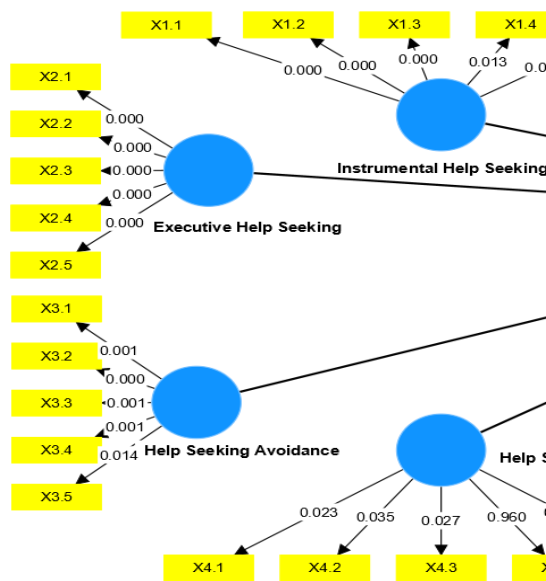 X1.1
X1.2
X1.3
X1.4
0.000
0.000
0.000
0.013
Instrumental Help Seeking
X2.1
X2.2
X2.3
X2.4
X2.5
0.000
0.000
0.000
0.000
0.000
Executive Help Seeking
X3.1
X3.2
X3.3
X3.4
X3.5
0.001
0.000
0.001
0.001
0.014
Help Seeking Avoidance
Help
0.023
0.035
0.027
0.960
X4.1
X4.2
X4.3